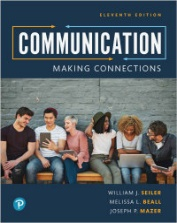 ELEVENTH EDITION
COMMUNICATION
MAKING CONNECTIONS
WILLIAM J. SEILER
MELISSA L. BEALL
JOSEPH P. MAZER
P